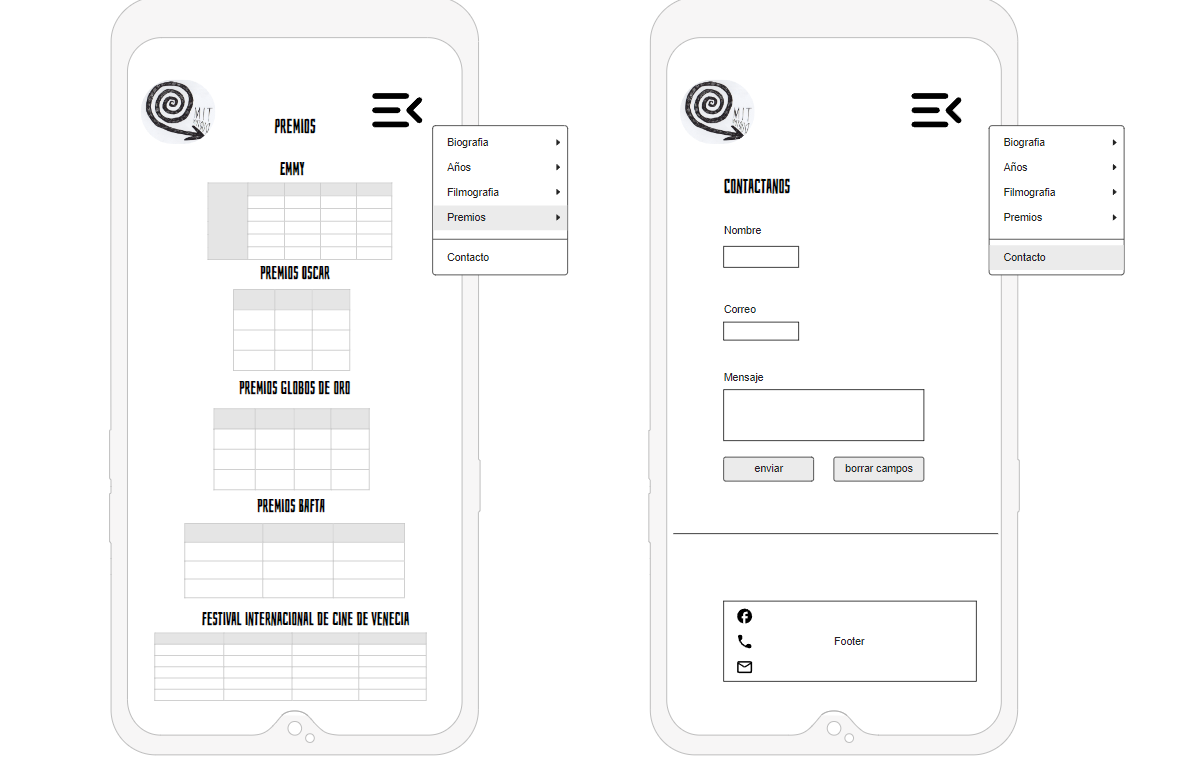 MIT
PREMIOS
EMMY
PREMIOS OSCAR
PREMIOS GLOBOS DE ORO
PREMIOS BAFTA
FESTIVAL INTERNACIONAL DE CINE DE VENECIA
Biografia
Años
Filmografia
Premios
Contacto
MIT
CONTACTANOS
Nombre
Correo
Mensaje
enviar
borrar campos
Footer
Biografia
Años
Filmografia
Premios
Contacto